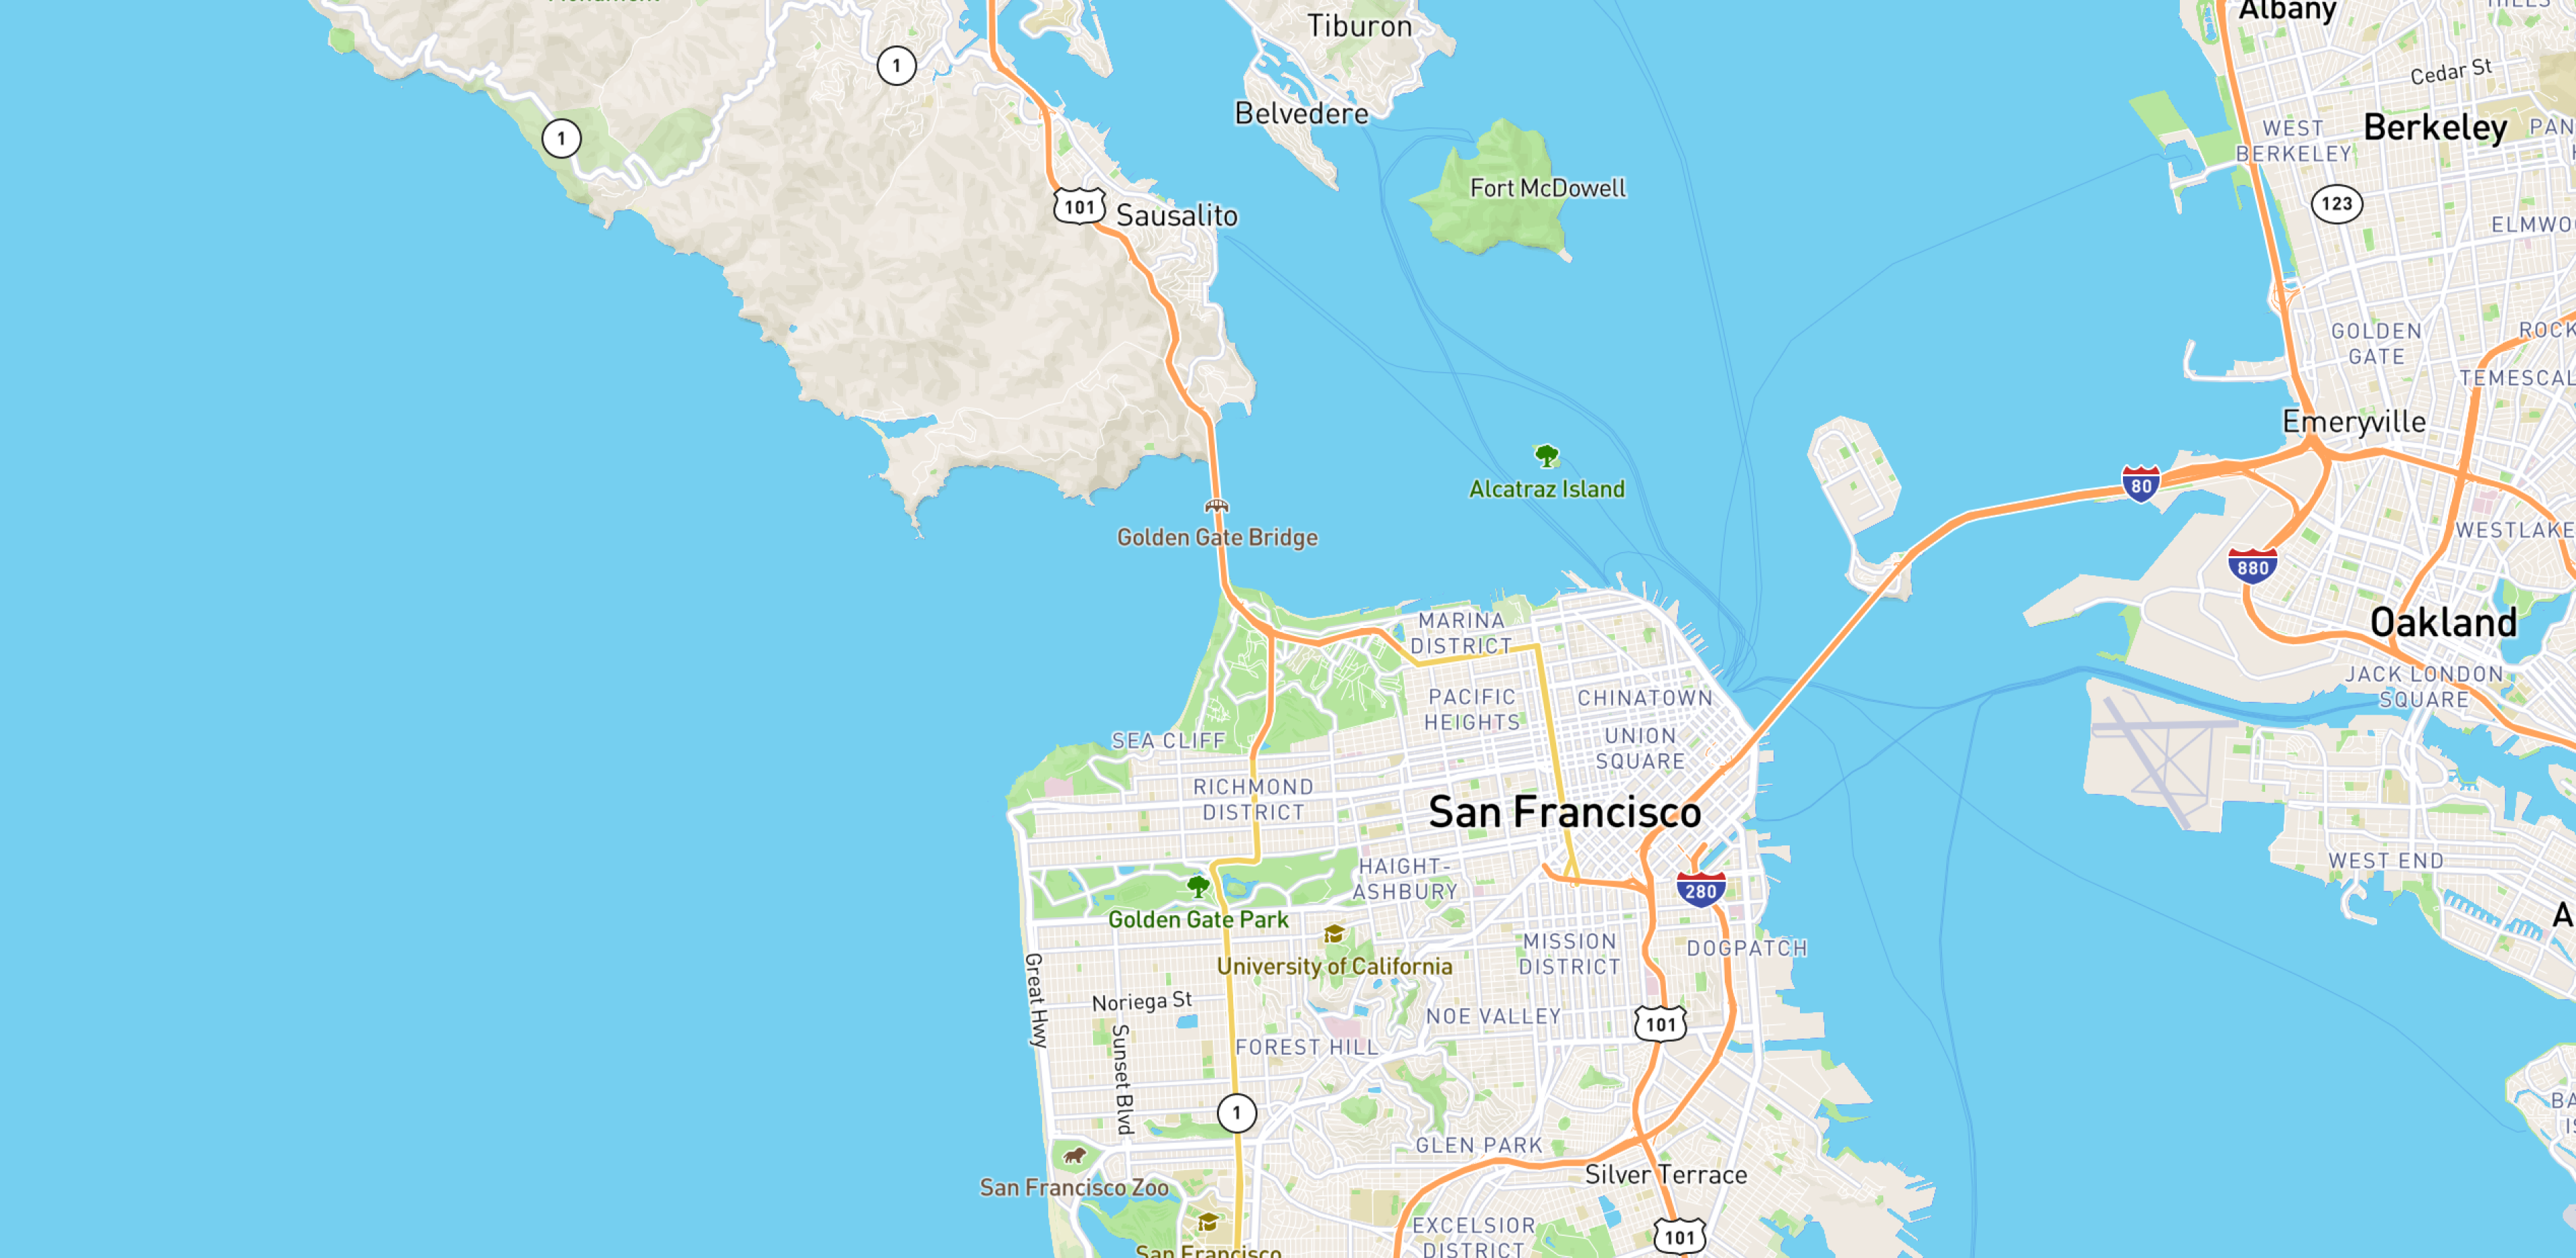 Tiburon
Albany
Cedar St
1
Belvedere
WEST
BERKELEY
Berkeley
PAN
1
Fort McDowell
101
Sausalito
123
ELMWO
GOLDEN
GATE
ROCK
TEMESCAL
Emeryville
Alcatraz Island
80
Golden Gate Bridge
WESTLAKE
880
MARINA
DISTRICT
Oakland
JACK LONDON
SQUARE
PACIFIC
HEIGHTS
CHINATOWN
SEA CLIFF
UNION
SQUARE
RICHMOND
DISTRICT
San Francisco
HAIGHT-
ASHBURY
WEST END
280
Golden Gate Park
A
University of California
MISSION
DISTRICT
DOGPATCH
Great Hwy
Noriega St
NOE VALLEY
101
Sunset Blvd
FOREST HILL
1
BA
GLEN PARK
Silver Terrace
San Francisco Zoo
EXCELSIOR
DISTRICT
101
San Francisco